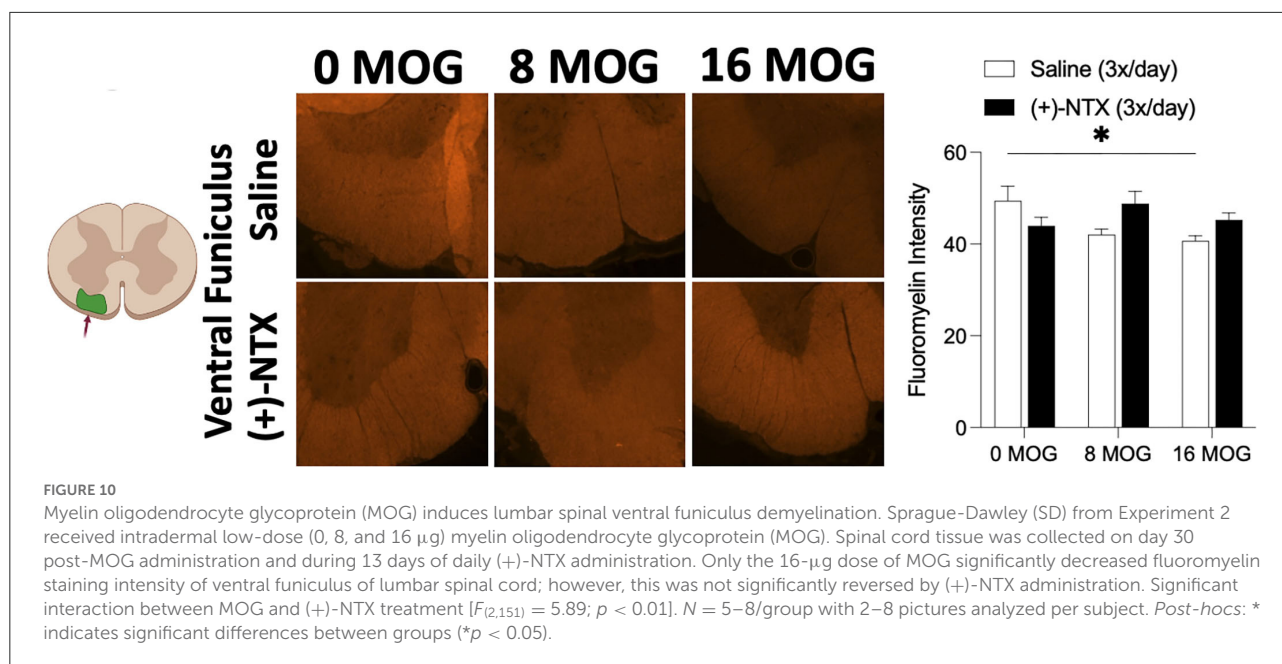 0 MOG 8 MOG 16 MOG
Ventral Funiculus
Saline
(+)-NTX
Saline (3x/day)
(+)-NTX (3x/day)
*
Fluoromyelin Intensity
60
40
20
0
0 MOG 8 MOG 16 MOG
FIGURE 10
Myelin oligodendrocyte glycoprotein (MOG) induces lumbar spinal ventral funiculus demyelination. Sprague-Dawley (SD) from Experiment 2
received intradermal low-dose (0, 8, and 16 μg) myelin oligodendrocyte glycoprotein (MOG). Spinal cord tissue was collected on day 30
post-MOG administration and during 13 days of daily (+)-NTX administration. Only the 16-μg dose of MOG significantly decreased fluoromyelin
staining intensity of ventral funiculus of lumbar spinal cord; however, this was not significantly reversed by (+)-NTX administration. Significant
interaction between MOG and (+)-NTX treatment [F(2,151) = 5.89; p < 0.01]. N = 5–8/group with 2–8 pictures analyzed per subject. Post-hocs: *
indicates significant differences between groups (*p < 0.05).